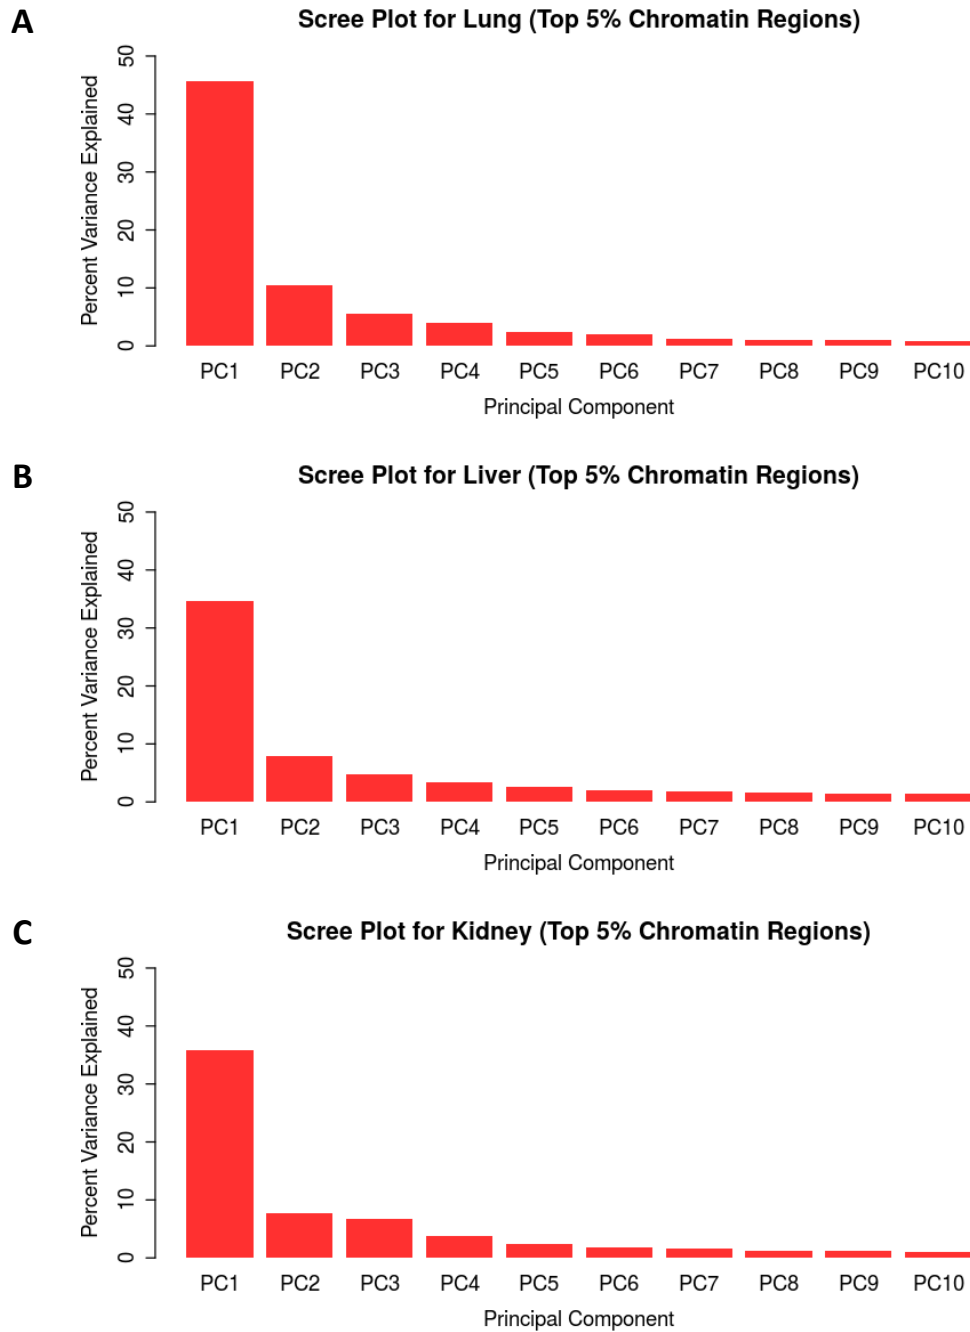 A
Scree Plot for Lung (Top 5% Chromatin Regions)
Percent Variance Explained
50
40
30
20
10
0
PC1 PC2 PC3 PC4 PC5 PC6 PC7 PC8 PC9 PC10
Principal Component
B
Scree Plot for Liver (Top 5% Chromatin Regions)
Percent Variance Explained
50
40
30
20
10
0
PC1 PC2 PC3 PC4 PC5 PC6 PC7 PC8 PC9 PC10
Principal Component
C
Scree Plot for Kidney (Top 5% Chromatin Regions)
Percent Variance Explained
50
40
30
20
10
0
PC1 PC2 PC3 PC4 PC5 PC6 PC7 PC8 PC9 PC10
Principal Component